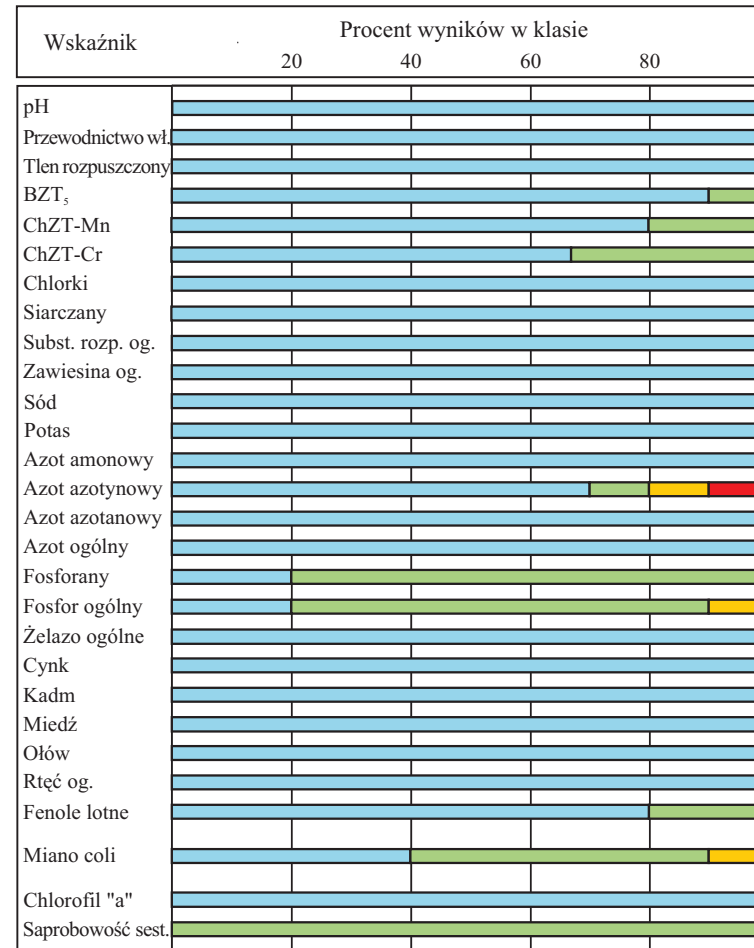 Wskaźnik
Procent wyników w klasie
20 40 60 80
pH
Przewodnictwo wł.
Tlen rozpuszczony
BZT₅
ChZT-Mn
ChZT-Cr
Chlorki
Siarczany
Subst. rozp. og.
Zawiesina og.
Sód
Potas
Azot amonowy
Azot azotynowy
Azot azotanowy
Azot ogólny
Fosforany
Fosfor ogólny
Żelazo ogólne
Cynk
Kadm
Miedź
Ołów
Rtęć og.
Fenole lotne
Miano coli
Chlorofil "a"
Saprobowość sest.